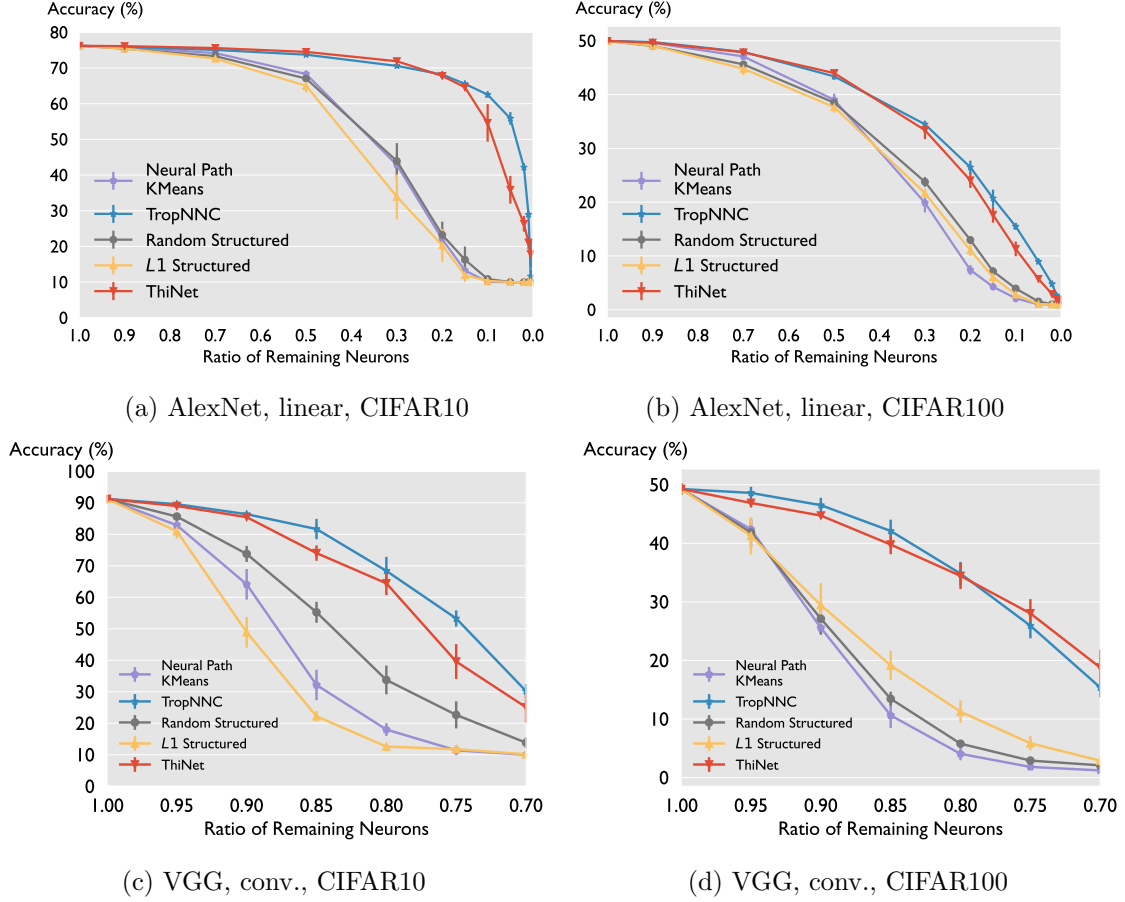 Accuracy (%)
80
70
60
50
40
30
20
10
0
Neural Path
KMeans
TropNNC
Random Structured
L1 Structured
ThiNet
1.0 0.9 0.8 0.7 0.6 0.5 0.4 0.3 0.2 0.1 0.0
Ratio of Remaining Neurons
(a) AlexNet, linear, CIFAR10
Accuracy (%)
50
40
30
20
10
0
Neural Path
KMeans
TropNNC
Random Structured
L1 Structured
ThiNet
1.0 0.9 0.8 0.7 0.6 0.5 0.4 0.3 0.2 0.1 0.0
Ratio of Remaining Neurons
(b) AlexNet, linear, CIFAR100
Accuracy (%)
100
90
80
70
60
50
40
30
20
10
0
Neural Path
KMeans
TropNNC
Random Structured
L1 Structured
ThiNet
1.00 0.95 0.90 0.85 0.80 0.75 0.70
Ratio of Remaining Neurons
(c) VGG, conv., CIFAR10
Accuracy (%)
50
40
30
20
10
0
Neural Path
KMeans
TropNNC
Random Structured
L1 Structured
ThiNet
1.00 0.95 0.90 0.85 0.80 0.75 0.70
Ratio of Remaining Neurons
(d) VGG, conv., CIFAR100